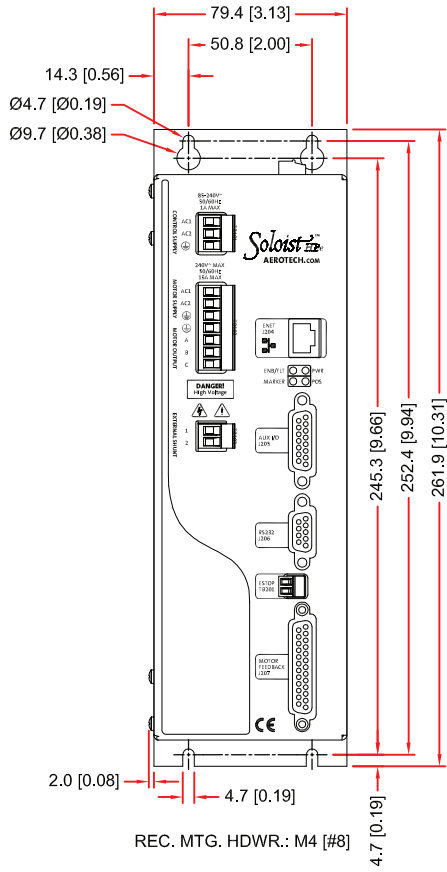 79.4 [3.13]
50.8 [2.00]
14.3 [0.56]
Ø4.7 [Ø0.19]
Ø9.7 [Ø0.38]
85-240V~
50/60Hz
1A MAX
CONTROL SUPPLY
AC1
AC2
Soloist™
AEROTECH.COM
240V~ MAX
50/60Hz
15A MAX
MOTOR SUPPLY
AC1
AC2
MOTOR OUTPUT
A
B
C
ENET
J204
ENB/FLT
PWR
MARKER
POS
DANGER!
High Voltage
EXTERNAL SHUNT
1
2
AUX I/O
J205
RS232
J206
ESTOP
TB201
MOTOR
FEEDBACK
J207
CE
245.3 [9.66]
252.4 [9.94]
261.9 [10.31]
2.0 [0.08]
4.7 [0.19]
4.7 [0.19]
REC. MTG. HDWR.: M4 [#8]